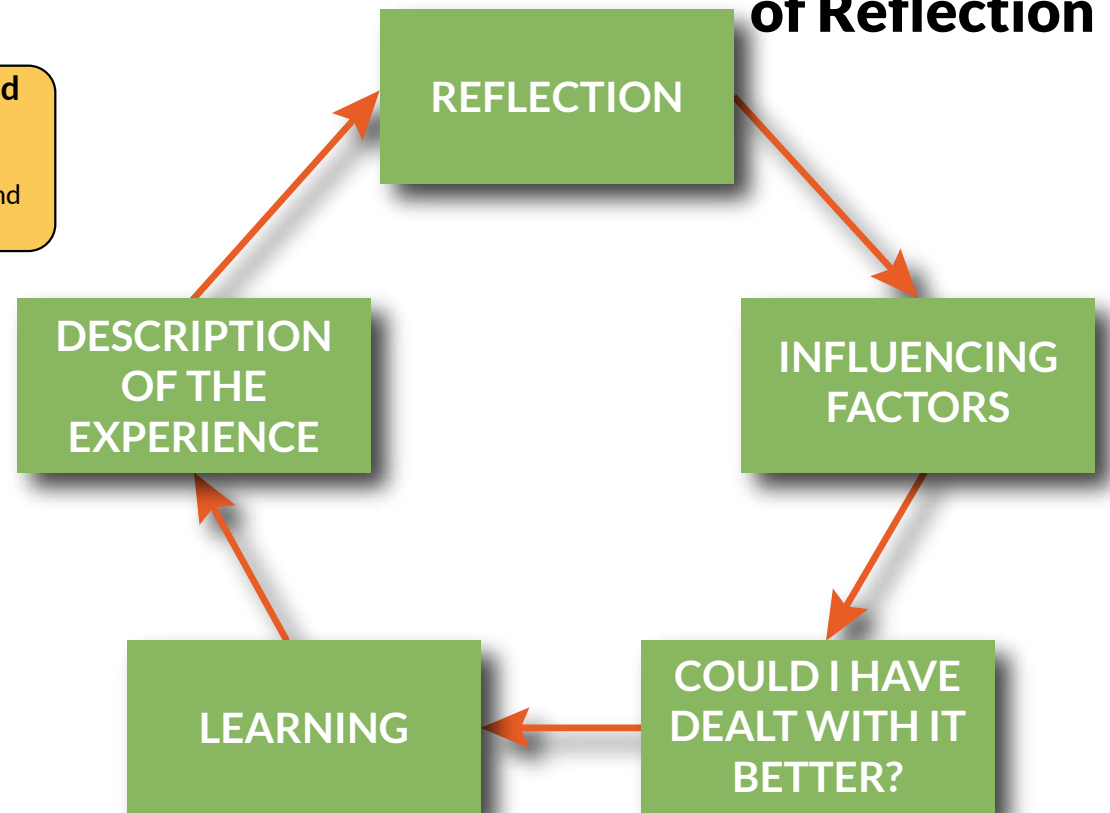 of Reflection
REFLECTION
d
nd
DESCRIPTION
OF THE
EXPERIENCE
INFLUENCING
FACTORS
LEARNING
COULD I HAVE
DEALT WITH IT
BETTER?